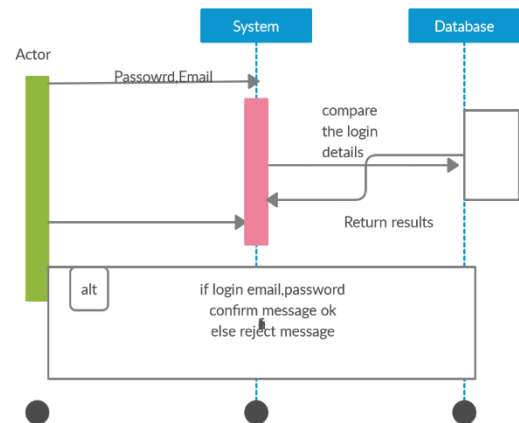 System
Database
Actor
Passowrd,Email
compare
the login
details
Return results
alt
if login email,password
confirm message ok
else reject message